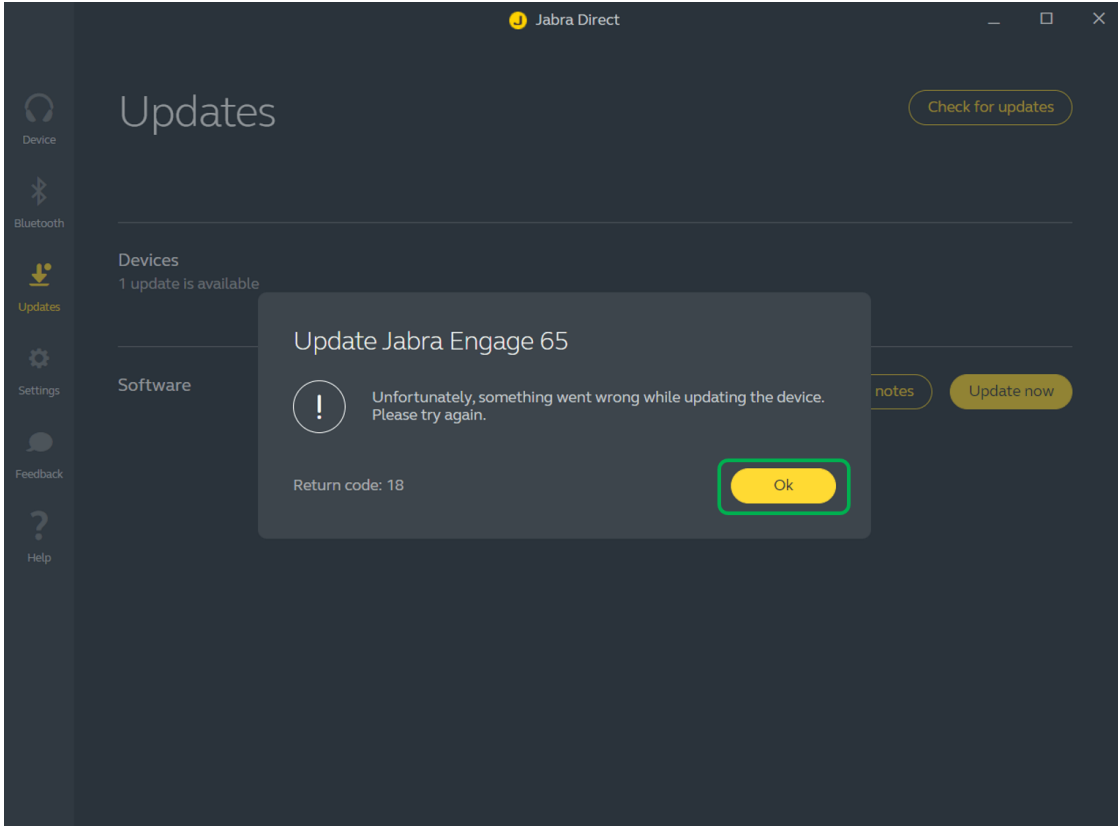 Jabra Direct
Device
Bluetooth
Updates
Settings
Feedback
Help
Updates
Check for updates
Devices
1 update is available
Software
notes
Update now
Update Jabra Engage 65
!
Unfortunately, something went wrong while updating the device.
Please try again.
Return code: 18
Ok